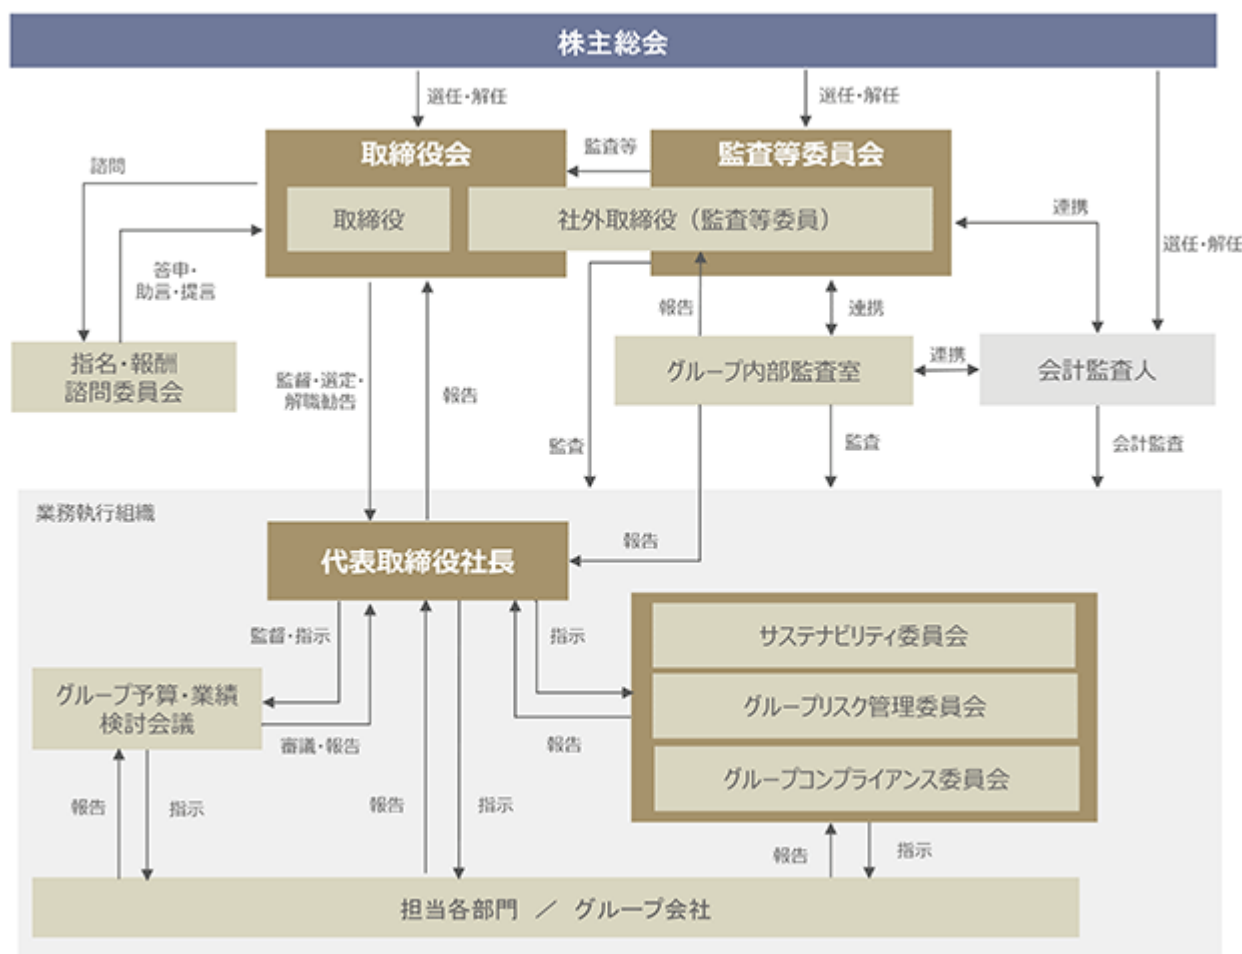 株主総会
選任・解任
選任・解任
選任・解任
取締役会
取締役
監査等
監査等委員会
社外取締役（監査等委員）
諮問
答申・
助言・提言
指名・報酬
諮問委員会
連携
報告
連携
グループ内部監査室
連携
会計監査人
監督・選定・
解職勧告
報告
監査
監査
会計監査
業務執行組織
代表取締役社長
報告
監督・指示
指示
グループ予算・業績
検討会議
審議・報告
報告
サステナビリティ委員会
グループリスク管理委員会
グループコンプライアンス委員会
報告
指示
報告
指示
報告
指示
担当各部門 ／ グループ会社